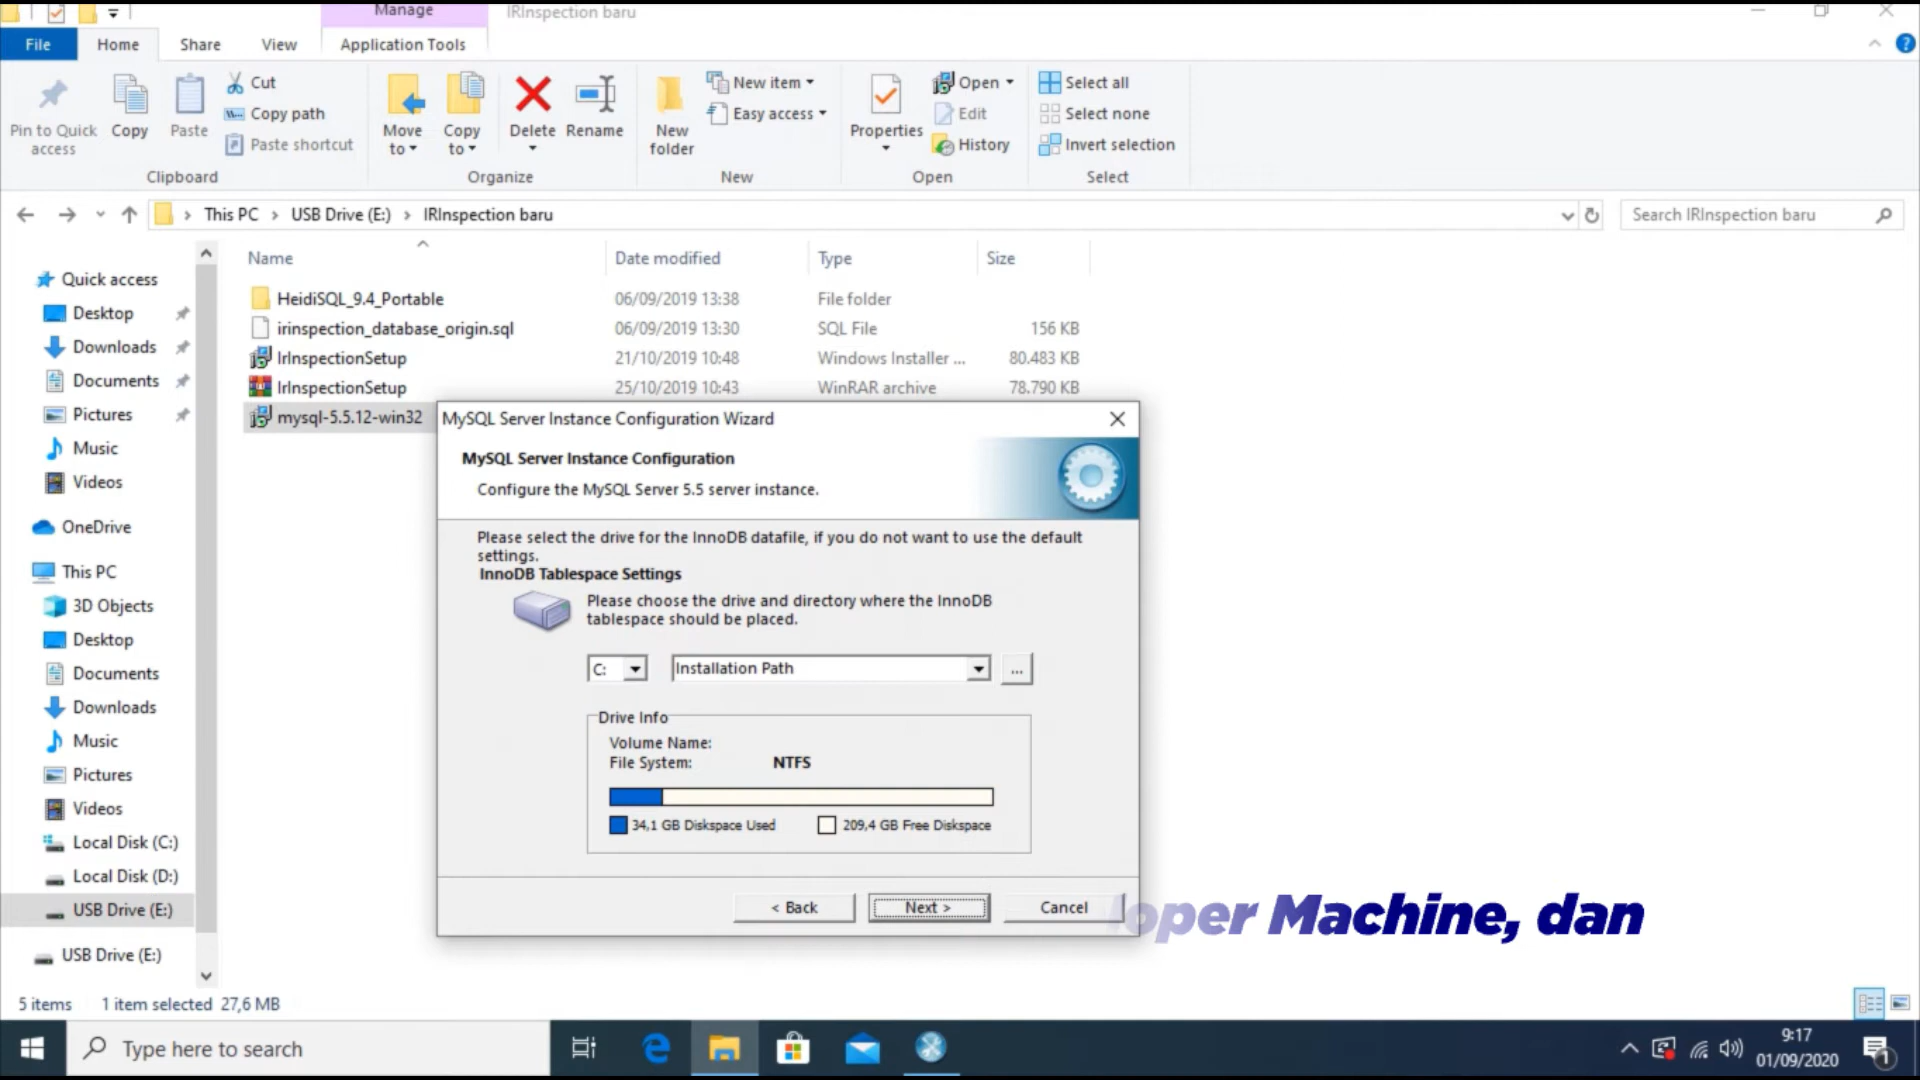 Manage
IRInspection baru
File
Home
Share
View
Application Tools
Pin to Quick
access
Copy
Paste
Cut
Copy path
Paste shortcut
Clipboard
Move
to
Copy
to
Delete
Rename
Organize
New
folder
New item
Easy access
New
Properties
Open
Edit
History
Open
Select all
Select none
Invert selection
Select
This PC > USB Drive (E:) > IRInspection baru
Search IRInspection baru
Name
Date modified
Type
Size
HeidiSQL_9.4_Portable 06/09/2019 13:38 File folder
irinspection_database_origin.sql 06/09/2019 13:30 SQL File 156 KB
IrInspectionSetup 21/10/2019 10:48 Windows Installer ... 80.483 KB
IrInspectionSetup 25/10/2019 10:43 WinRAR archive 78.790 KB
mysql-5.5.12-win32
Quick access
Desktop
Downloads
Documents
Pictures
Music
Videos
OneDrive
This PC
3D Objects
Desktop
Documents
Downloads
Music
Pictures
Videos
Local Disk (C:)
Local Disk (D:)
USB Drive (E:)
USB Drive (E:)
MySQL Server Instance Configuration Wizard
MySQL Server Instance Configuration
Configure the MySQL Server 5.5 server instance.
Please select the drive for the InnoDB datafile, if you do not want to use the default
settings.
InnoDB Tablespace Settings
Please choose the drive and directory where the InnoDB
tablespace should be placed.
C:
Installation Path
...
Drive Info
Volume Name:
File System: NTFS
34,1 GB Diskspace Used
209,4 GB Free Diskspace
< Back
Next >
Cancel
loper Machine, dan
5 items
1 item selected 27,6 MB
Type here to search
9:17
01/09/2020
1